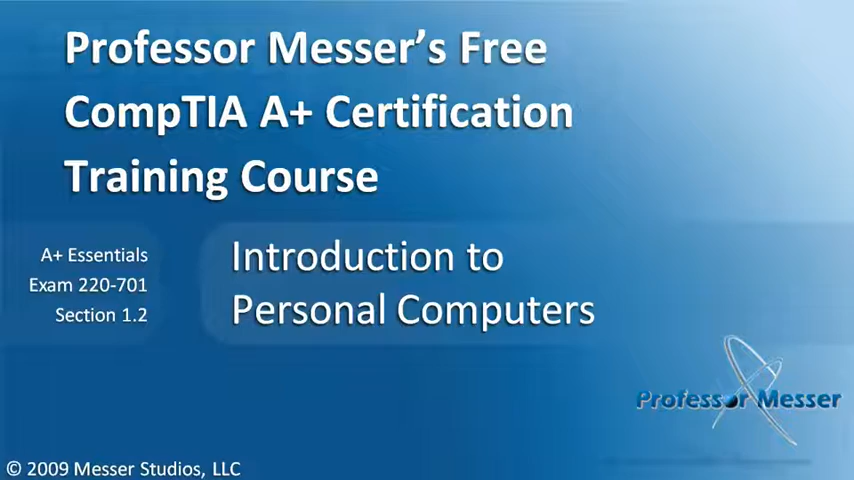 Professor Messer’s Free
CompTIA A+ Certification
Training Course
A+ Essentials
Exam 220-701
Section 1.2
Introduction to
Personal Computers
Professor Messer
© 2009 Messer Studios, LLC